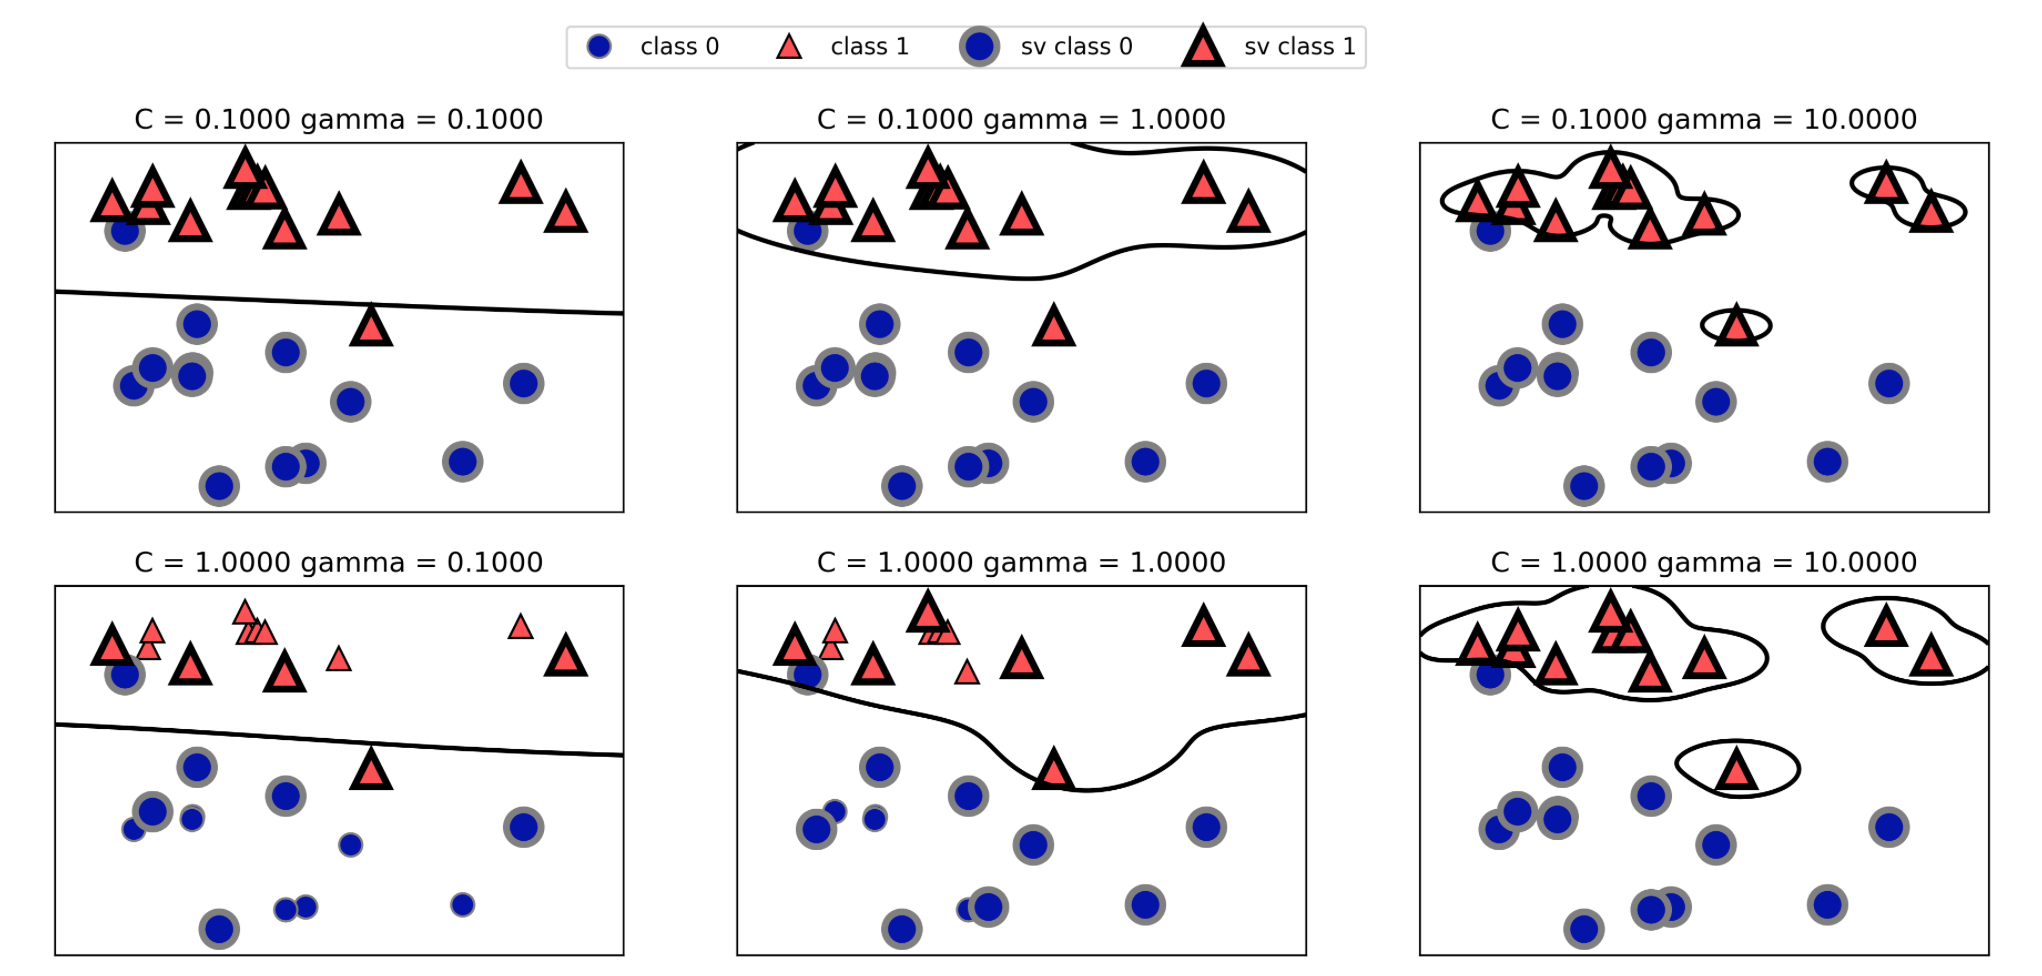 class 0 class 1 sv class 0 sv class 1
C = 0.1000 gamma = 0.1000
C = 0.1000 gamma = 1.0000
C = 0.1000 gamma = 10.0000
C = 1.0000 gamma = 0.1000
C = 1.0000 gamma = 1.0000
C = 1.0000 gamma = 10.0000